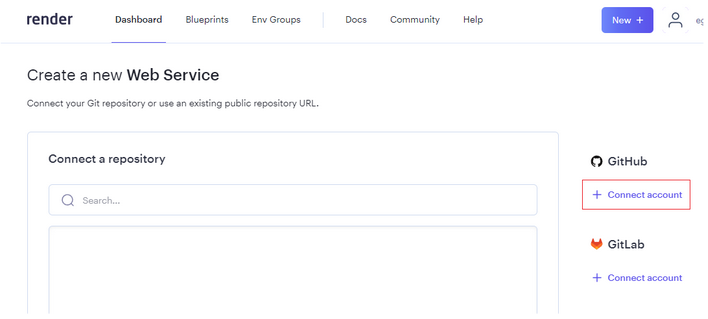 render Dashboard Blueprints Env Groups Docs Community Help New +
Create a new Web Service
Connect your Git repository or use an existing public repository URL.
Connect a repository
Search...
GitHub
+ Connect account
GitLab
+ Connect account